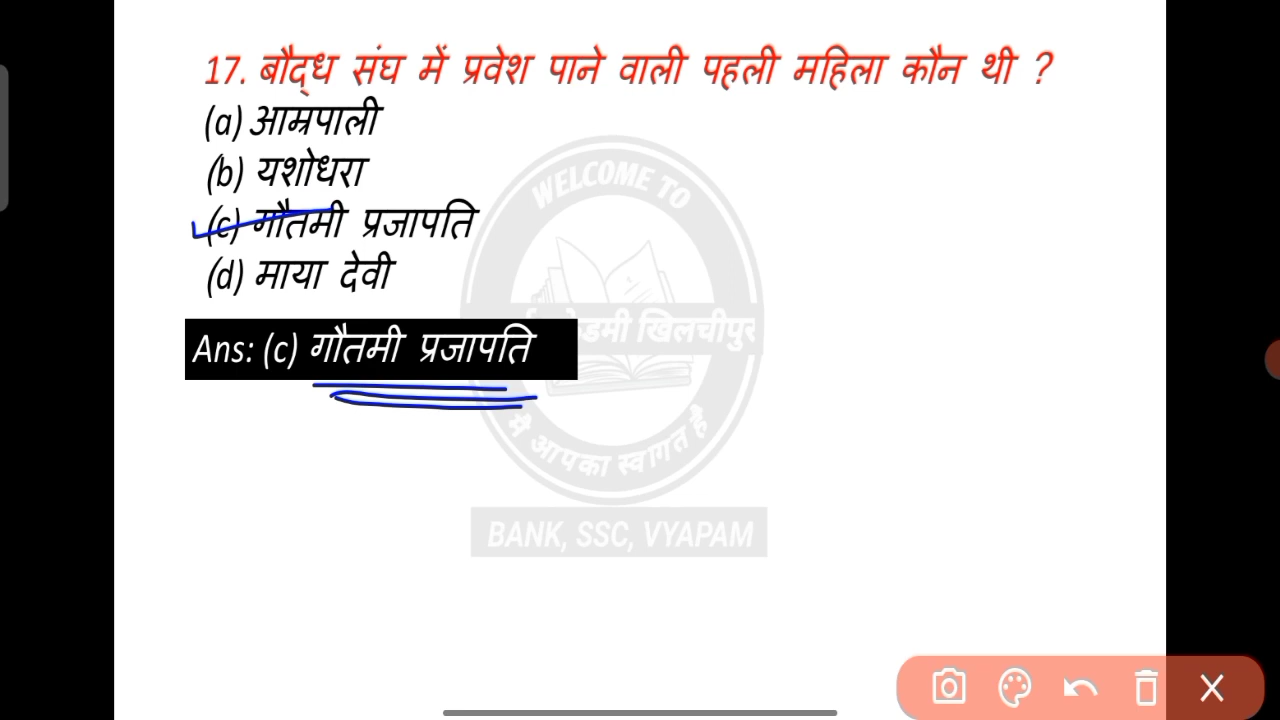 17. बौद्ध संघ में प्रवेश पाने वाली पहली महिला कौन थी ?
(a) आम्रपाली
(b) यशोधरा
(c) गौतमी प्रजापति
(d) माया देवी
Ans: (c) गौतमी प्रजापति
WELCOME TO
खिलचीपुर
मै आपका स्वागत है
BANK, SSC, VYAPAM